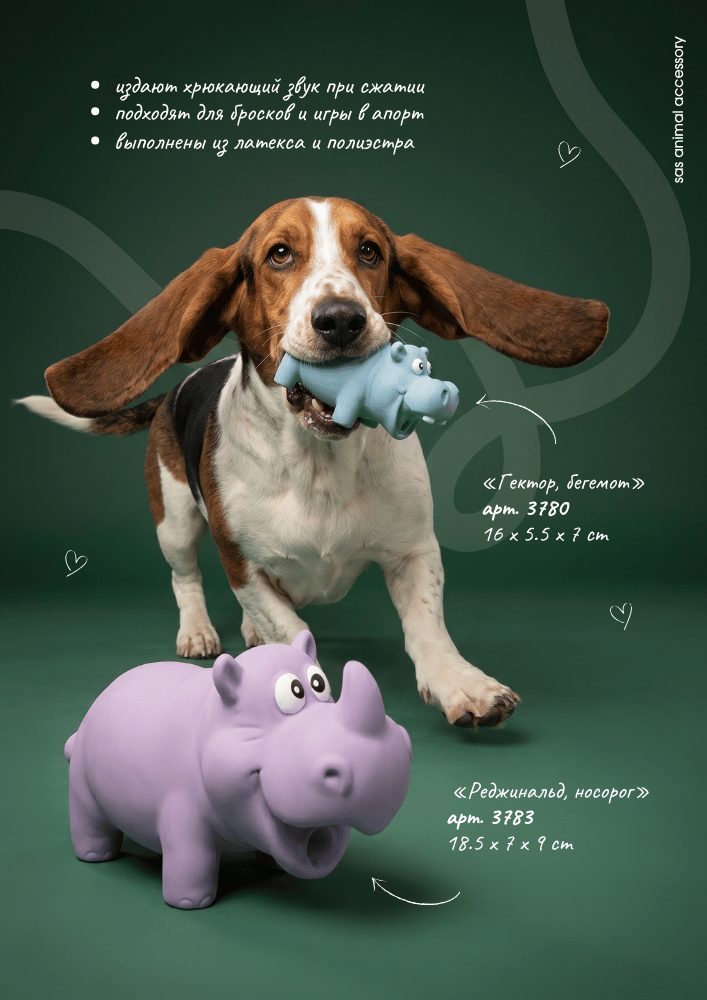 sas animal accessory
• издают хрюкающий звук при сжатии
• подходят для бросков и игры в апорт
• выполнены из латекса и полиэстра
«Гектор, бегемот»
арт. 3780
16 x 5.5 x 7 cm
«Реджинальд, носорог»
арт. 3783
18.5 x 7 x 9 cm